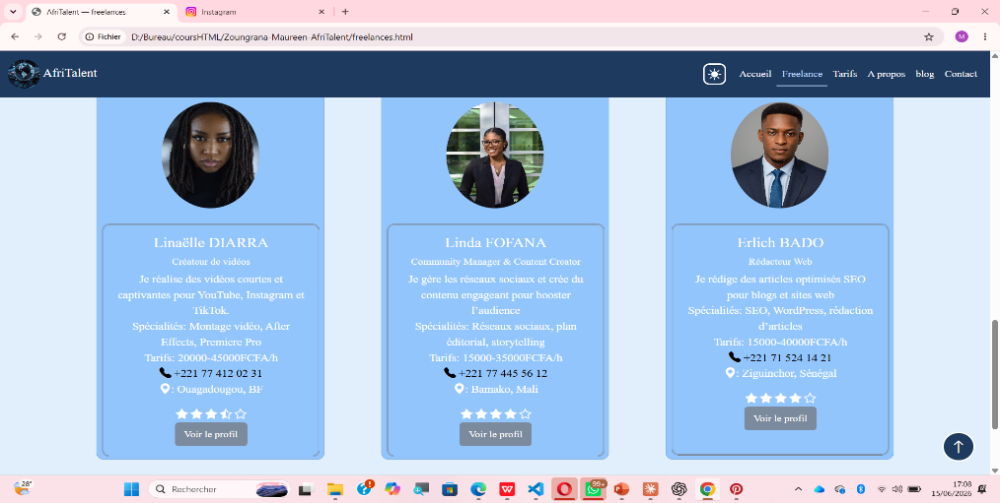 AfriTalent — freelances
Instagram
Fichier
D:/Bureau/coursHTML/Zoungrana-Maureen-AfriTalent/freelances.html
M
AfriTalent
Accueil
Freelance
Tarifs
A propos
blog
Contact
Linaëlle DIARRA
Créateur de vidéos
Je réalise des vidéos courtes et
captivantes pour YouTube, Instagram et
TikTok.
Spécialités: Montage vidéo, After
Effects, Premiere Pro
Tarifs: 20000-45000FCFA/h
+221 77 412 02 31
: Ouagadougou, BF
Voir le profil
Linda FOFANA
Community Manager & Content Creator
Je gère les réseaux sociaux et crée du
contenu engageant pour booster
l’audience
Spécialités: Réseaux sociaux, plan
éditorial, storytelling
Tarifs: 15000-35000FCFA/h
+221 77 445 56 12
: Bamako, Mali
Voir le profil
Erlich BADO
Rédacteur Web
Je rédige des articles optimisés SEO
pour blogs et sites web
Spécialités: SEO, WordPress, rédaction
d’articles
Tarifs: 15000-40000FCFA/h
+221 71 524 14 21
: Ziguinchor, Sénégal
Voir le profil
28°
Rechercher
99+
17:08
15/06/2026